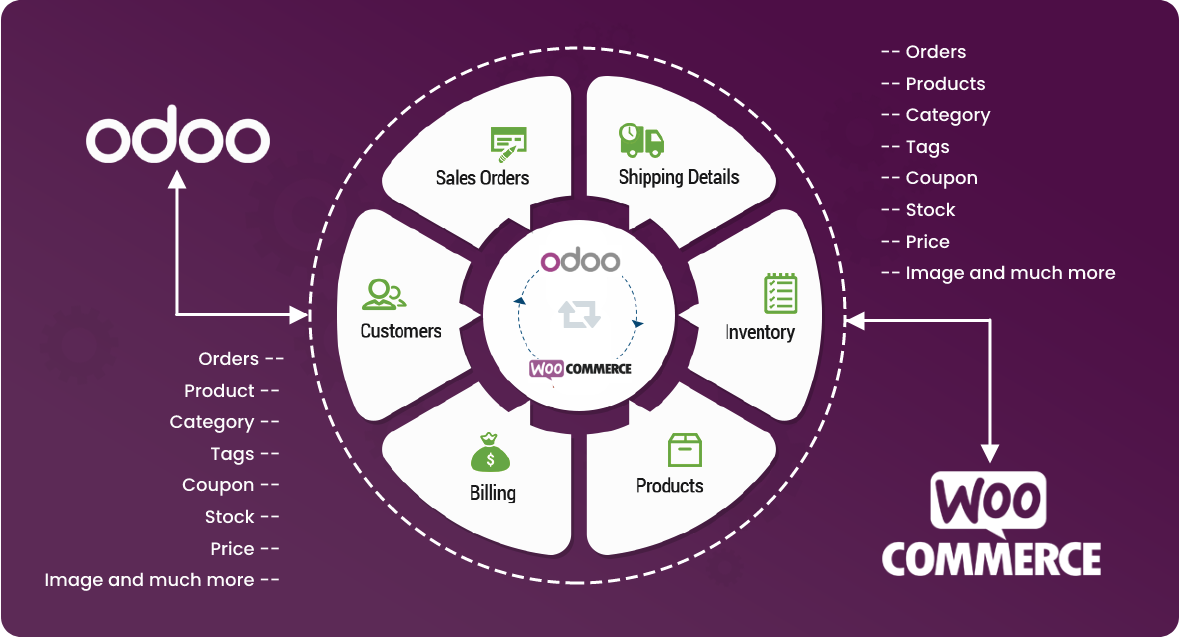 odoo
Orders --
Product --
Category --
Tags --
Coupon --
Stock --
Price --
Image and much more --
Sales Orders
Shipping Details
Customers
Inventory
Billing
$
Products
odoo
WOO COMMERCE
-- Orders
-- Products
-- Category
-- Tags
-- Coupon
-- Stock
-- Price
-- Image and much more
WOO
COMMERCE